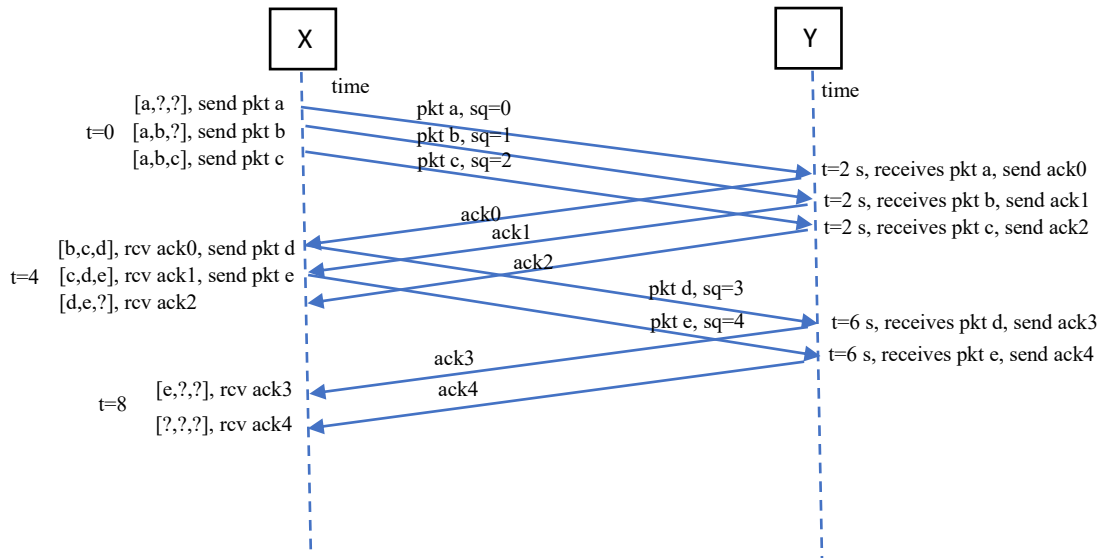 X
Y
time
time
[a,?,?], send pkt a
pkt a, sq=0
t=0
[a,b,?], send pkt b
pkt b, sq=1
[a,b,c], send pkt c
pkt c, sq=2
t=2 s, receives pkt a, send ack0
t=2 s, receives pkt b, send ack1
t=2 s, receives pkt c, send ack2
ack0
ack1
ack2
[b,c,d], rcv ack0, send pkt d
t=4
[c,d,e], rcv ack1, send pkt e
[d,e,?], rcv ack2
pkt d, sq=3
pkt e, sq=4
t=6 s, receives pkt d, send ack3
t=6 s, receives pkt e, send ack4
ack3
ack4
[e,?,?], rcv ack3
t=8
[?,?,?], rcv ack4